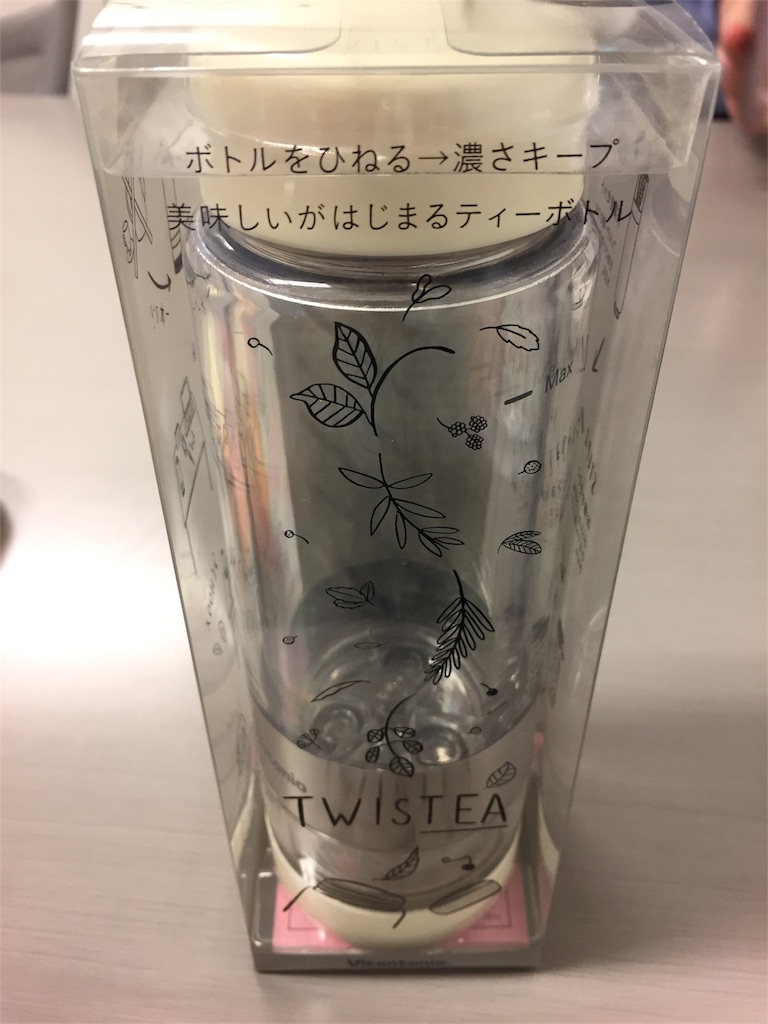 ボトルをひねる→濃さキープ
美味しいがはじまるティーボトル
Max
TWISTEA
Vitantonio